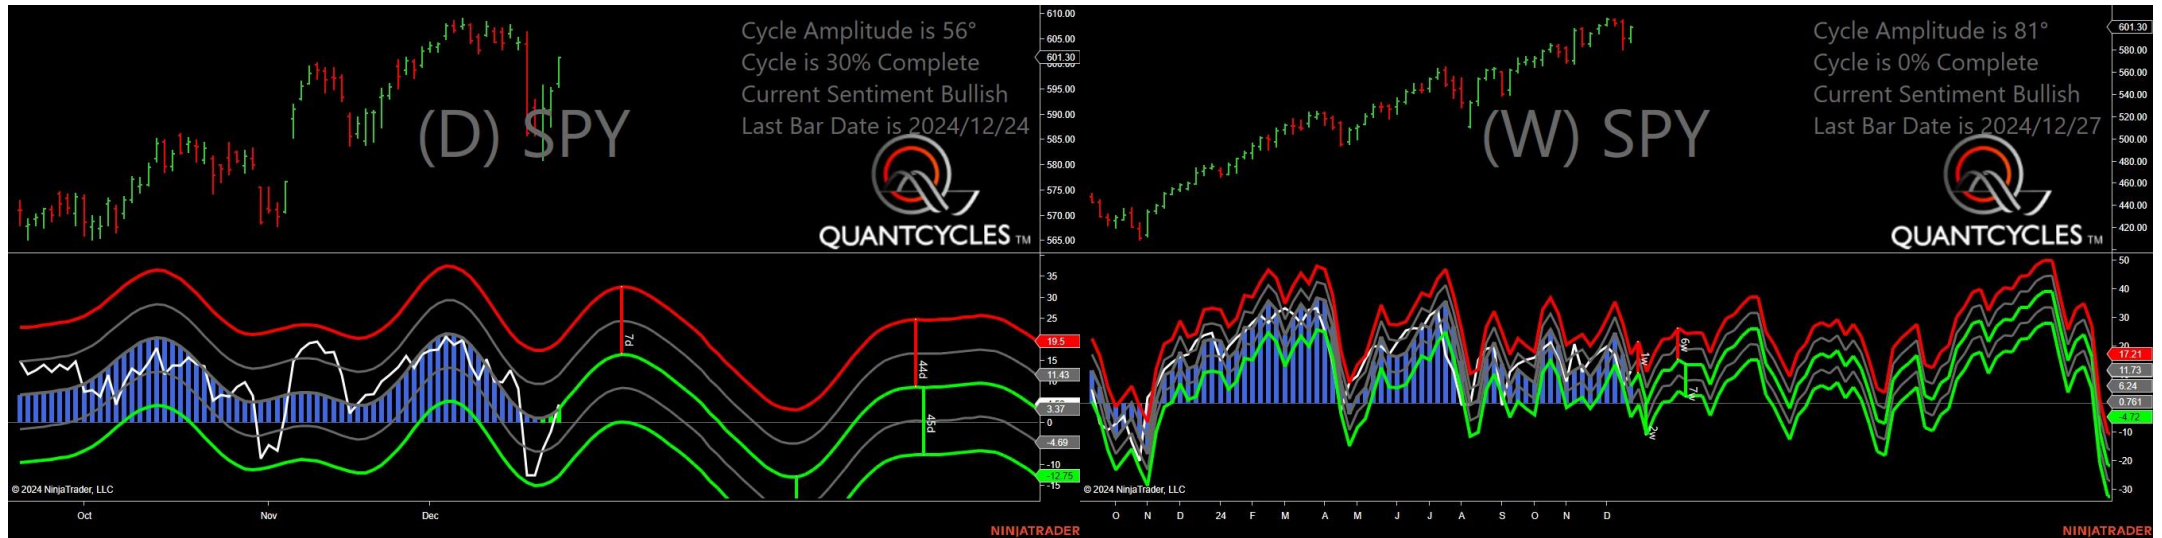 Cycle Amplitude is 56°
Cycle is 30% Complete
Current Sentiment Bullish
Last Bar Date is 2024/12/24
(D) SPY
QUANTCYCLES TM
610.00
605.00
601.30
595.00
590.00
585.00
580.00
575.00
570.00
565.00
35
30
25
19.5
15
11.43
3.37
0
-4.69
-10
-12.75
-15
7d
44d
45d
© 2024 NinjaTrader, LLC
Oct Nov Dec
NINJATRADER
Cycle Amplitude is 81°
Cycle is 0% Complete
Current Sentiment Bullish
Last Bar Date is 2024/12/27
(W) SPY
QUANTCYCLES TM
601.30
580.00
560.00
540.00
520.00
500.00
480.00
460.00
440.00
420.00
50
40
30
20
17.21
11.73
6.24
0.761
-4.72
-10
-20
-30
1w
6w
7w
2w
© 2024 NinjaTrader, LLC
O N D 24 F M A M J J A S O N D
NINJATRADER